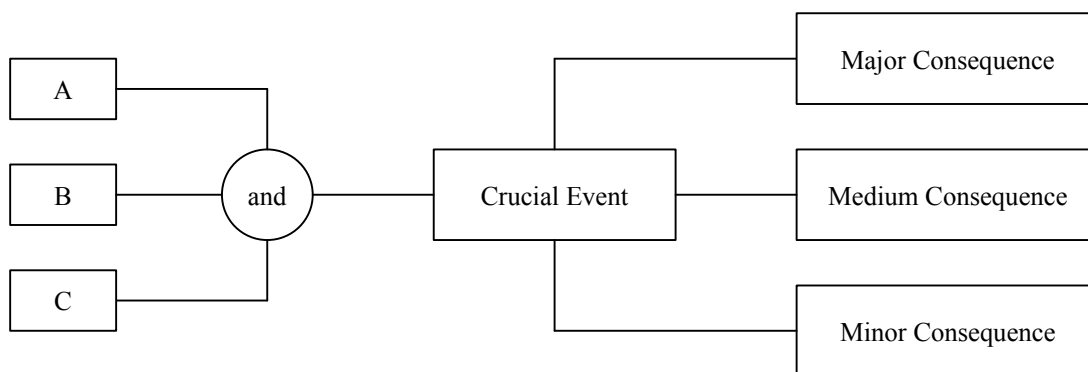 A
B
C
and
Crucial Event
Major Consequence
Medium Consequence
Minor Consequence